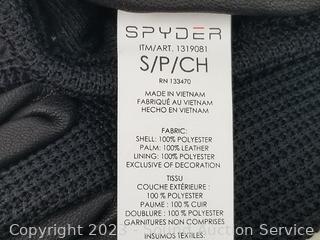 SPYDER
ITM/ART. 1319081
S/P/CH
RN 133470
MADE IN VIETNAM
FABRIQUÉ AU VIETNAM
HECHO EN VIETNAM
FABRIC:
SHELL: 100% POLYESTER
PALM: 100% LEATHER
LINING: 100% POLYESTER
EXCLUSIVE OF DECORATION
TISSU
COUCHE EXTÉRIEURE :
100 % POLYESTER
PAUME : 100 % CUIR
DOUBLURE : 100 % POLYESTER
GARNITURES NON COMPRISES
INSUMOS TEXTILES:
Copyright 2023